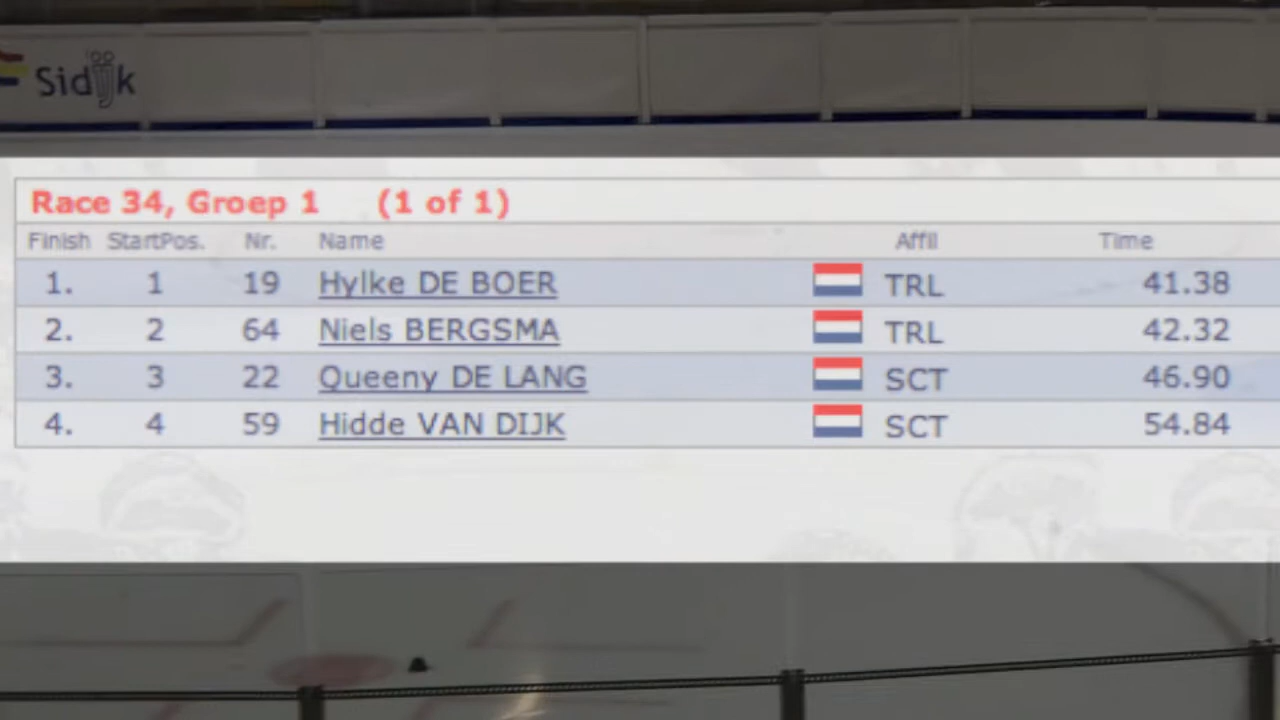 Sidijk
Race 34, Groep 1 (1 of 1)
Finish StartPos. Nr. Name Affil Time
1. 1 19 Hylke DE BOER TRL 41.38
2. 2 64 Niels BERGSMA TRL 42.32
3. 3 22 Queeny DE LANG SCT 46.90
4. 4 59 Hidde VAN DIJK SCT 54.84